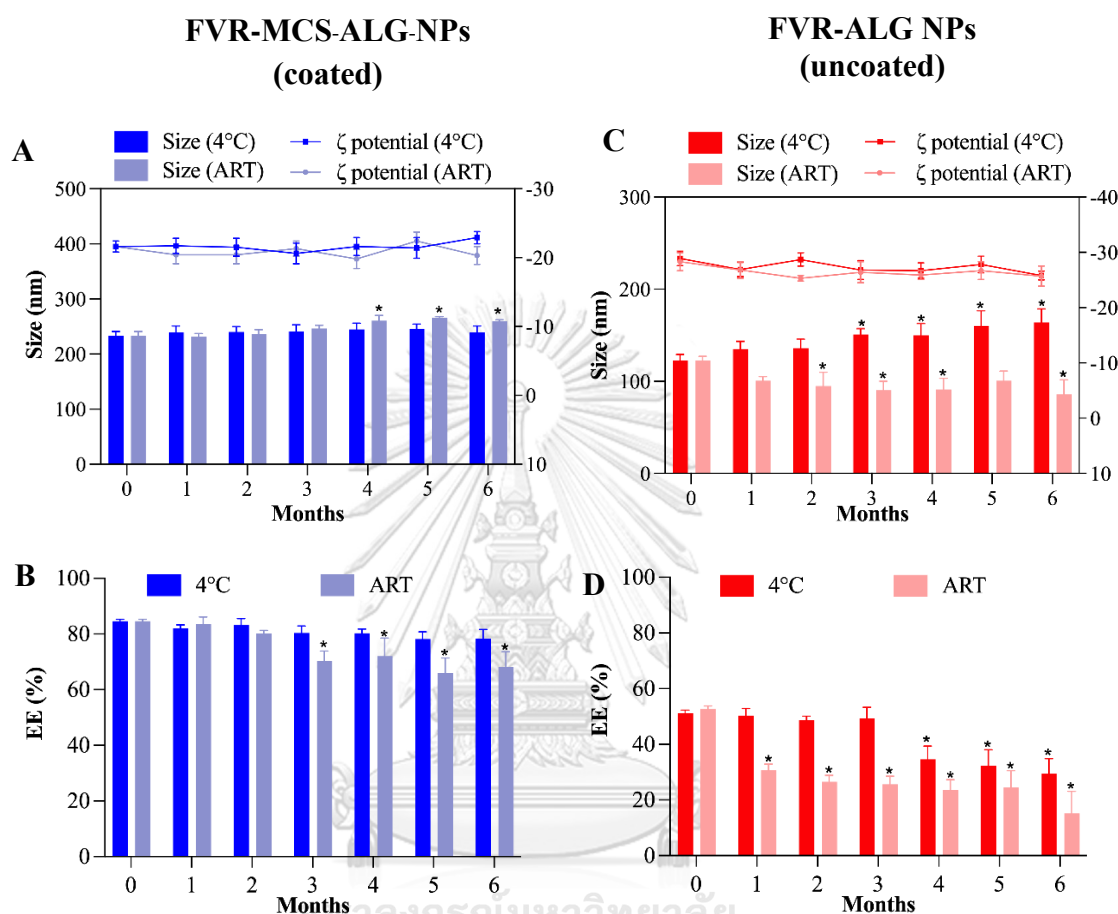 FVR-MCS-ALG-NPs
(coated)
FVR-ALG NPs
(uncoated)
A
Size (4°C)
ζ potential (4°C)
Size (ART)
ζ potential (ART)
500
400
300
200
100
0
Size (nm)
-30
-20
-10
0
10
0 1 2 3 4 5 6
* * *
Months
C
Size (4°C)
ζ potential (4°C)
Size (ART)
ζ potential (ART)
300
200
100
0
Size (nm)
-40
-30
-20
-10
0
10
0 1 2 3 4 5 6
* * * * * * * *
Months
B
4°C
ART
100
80
60
40
20
0
EE (%)
0 1 2 3 4 5 6
* * * *
Months
D
4°C
ART
100
80
60
40
20
0
EE (%)
0 1 2 3 4 5 6
* * * * * * * * *
Months